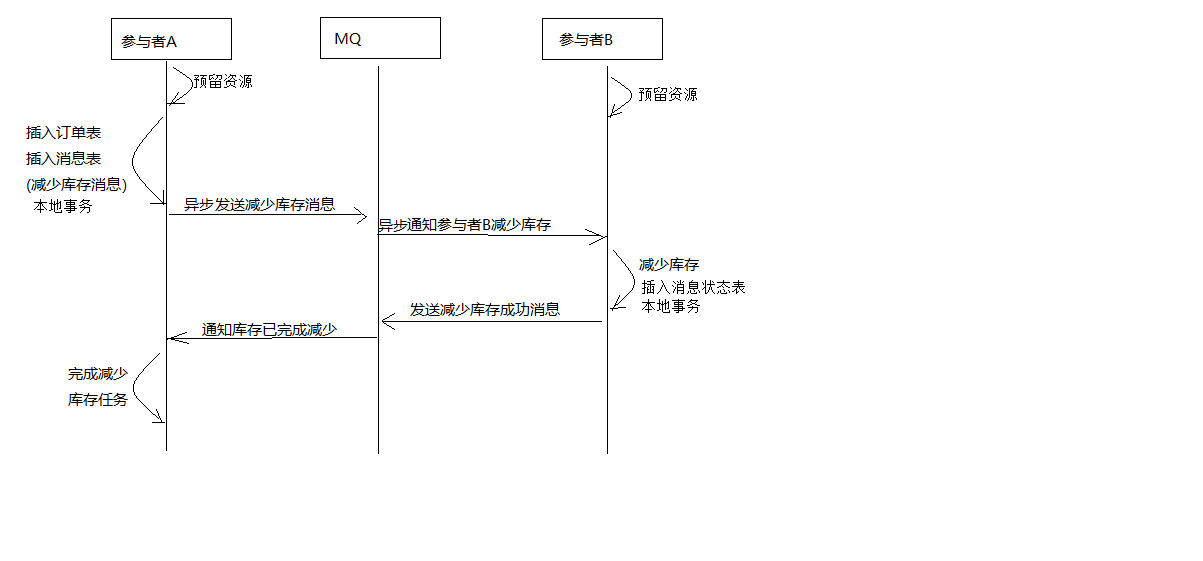 参与者A
MQ
参与者B
预留资源
预留资源
插入订单表
插入消息表
(减少库存消息)
本地事务
异步发送减少库存消息
异步通知参与者B减少库存
减少库存
插入消息状态表
本地事务
发送减少库存成功消息
通知库存已完成减少
完成减少
库存任务